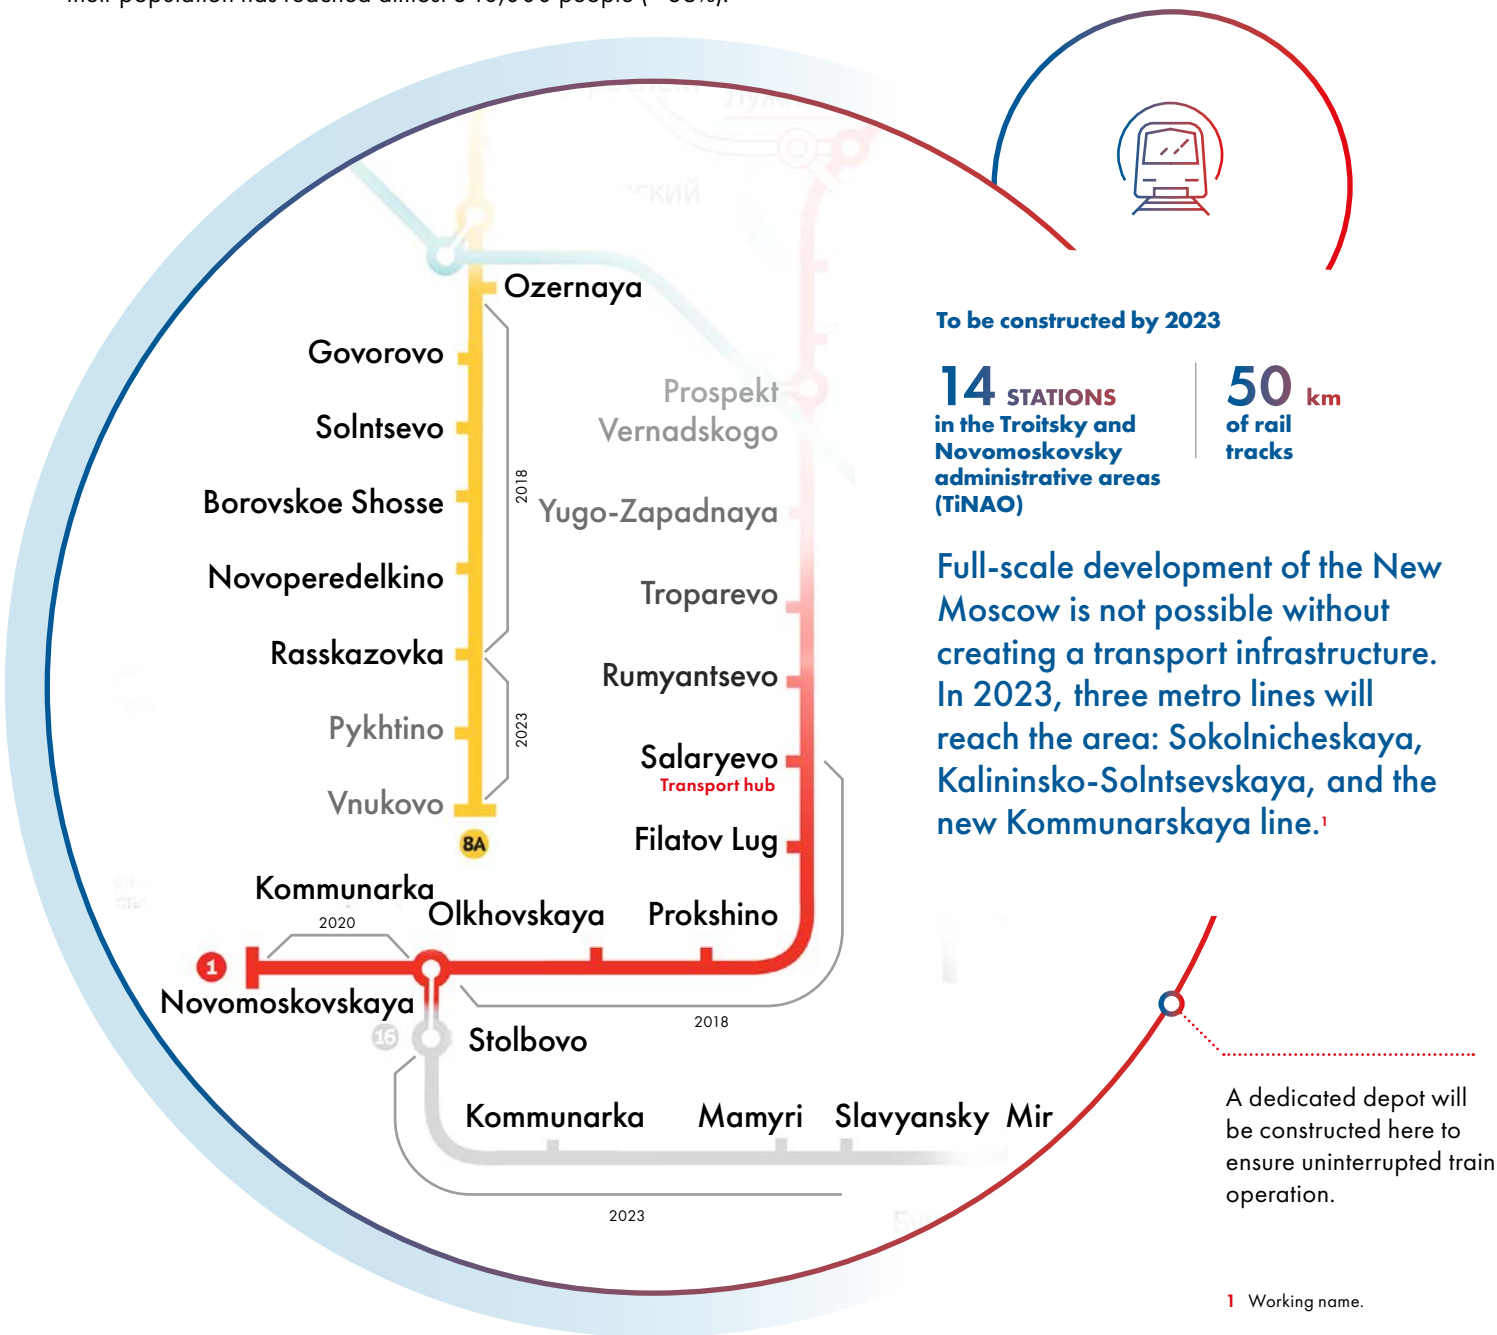 Ozernaya
Govorovo
Solntsevo
Borovskoe Shosse
Novoperedelkino
Rasskazovka
Pykhtino
Vnukovo
2018
2023
8A
Prospekt
Vernadskogo
Yugo-Zapadnaya
Troparevo
Rumyantsevo
Salaryevo
Transport hub
Filatov Lug
Prokshino
Olkhovskaya
Kommunarka
2020
1
Novomoskovskaya
2018
16
Stolbovo
Kommunarka
Mamyri
Slavyansky Mir
2023
To be constructed by 2023
14 STATIONS
in the Troitsky and
Novomoskovsky
administrative areas
(TiNAO)
50 km
of rail
tracks
Full-scale development of the New
Moscow is not possible without
creating a transport infrastructure.
In 2023, three metro lines will
reach the area: Sokolnicheskaya,
Kalininsko-Solntsevskaya, and the
new Kommunarskaya line.1
A dedicated depot will
be constructed here to
ensure uninterrupted train
operation.
1 Working name.